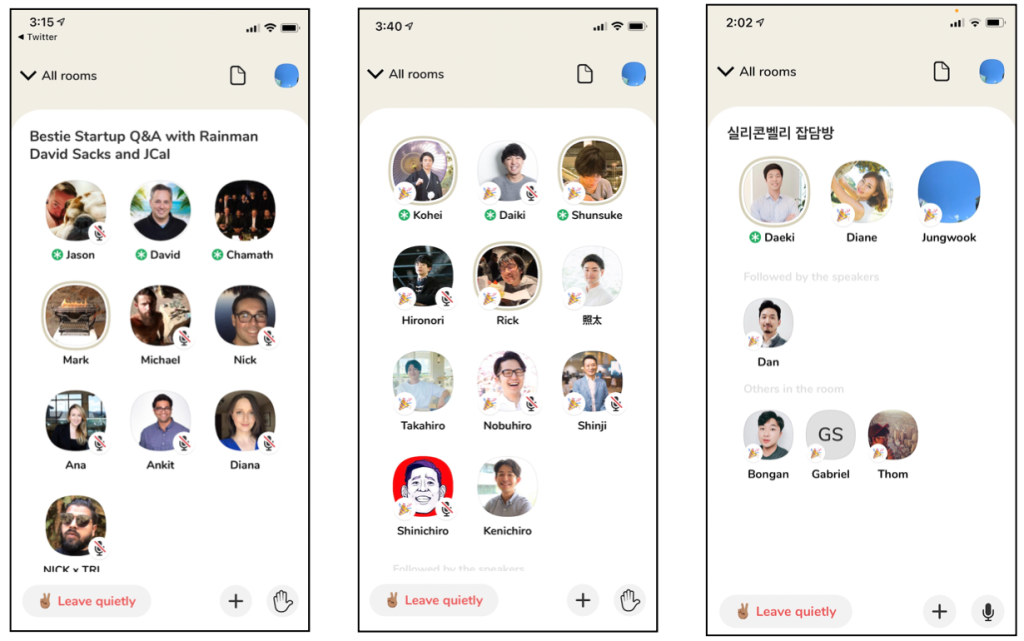 3:15
Twitter
All rooms
Bestie Startup Q&A with Rainman
David Sacks and JCal
Jason David Chamath
Mark Michael Nick
Ana Ankit Diana
NICK x TRI
Leave quietly
3:40
All rooms
Kohei Daiki Shunsuke
Hironori Rick 照太
Takahiro Nobuhiro Shinji
Shinichiro Kenichiro
Followed by the speakers
Leave quietly
2:02
All rooms
실리콘벨리 잡담방
Daeki Diane Jungwook
Followed by the speakers
Dan
Others in the room
GS
Bongan Gabriel Thom
Leave quietly